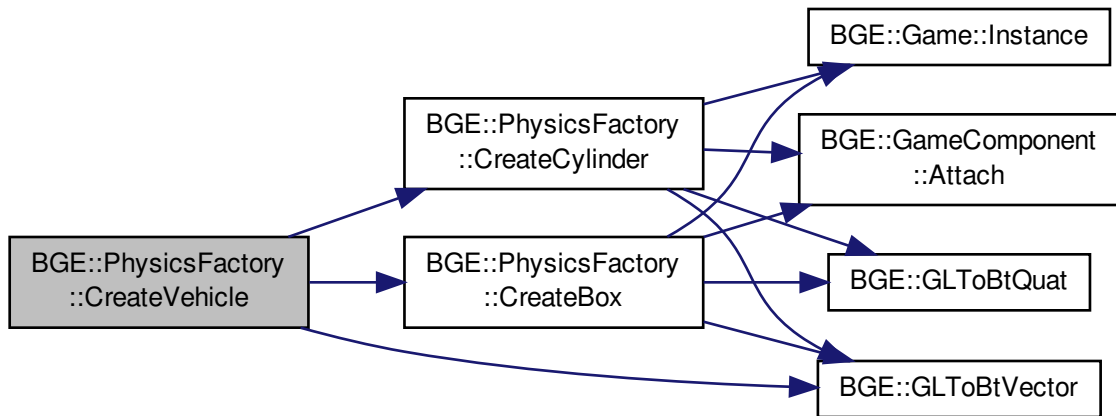 BGE::PhysicsFactory
::CreateVehicle
BGE::PhysicsFactory
::CreateCylinder
BGE::PhysicsFactory
::CreateBox
BGE::Game::Instance
BGE::GameComponent
::Attach
BGE::GLToBtQuat
BGE::GLToBtVector